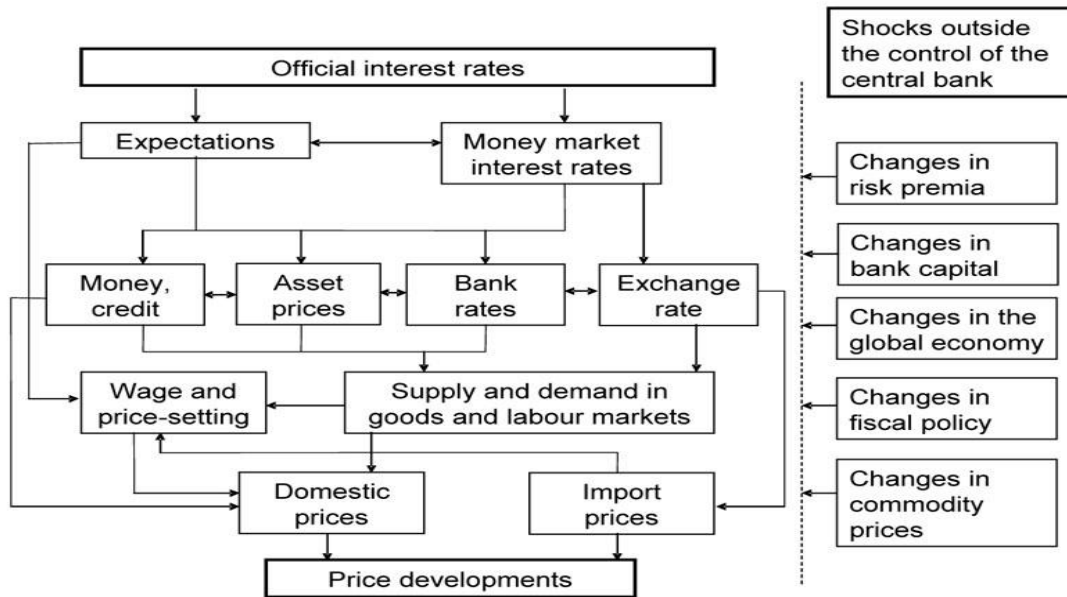 Official interest rates
Shocks outside
the control of the
central bank
Expectations
Money market
interest rates
Changes in
risk premia
Money,
credit
Asset
prices
Bank
rates
Exchange
rate
Changes in
bank capital
Changes in the
global economy
Wage and
price-setting
Supply and demand in
goods and labour markets
Changes in
fiscal policy
Domestic
prices
Import
prices
Changes in
commodity
prices
Price developments